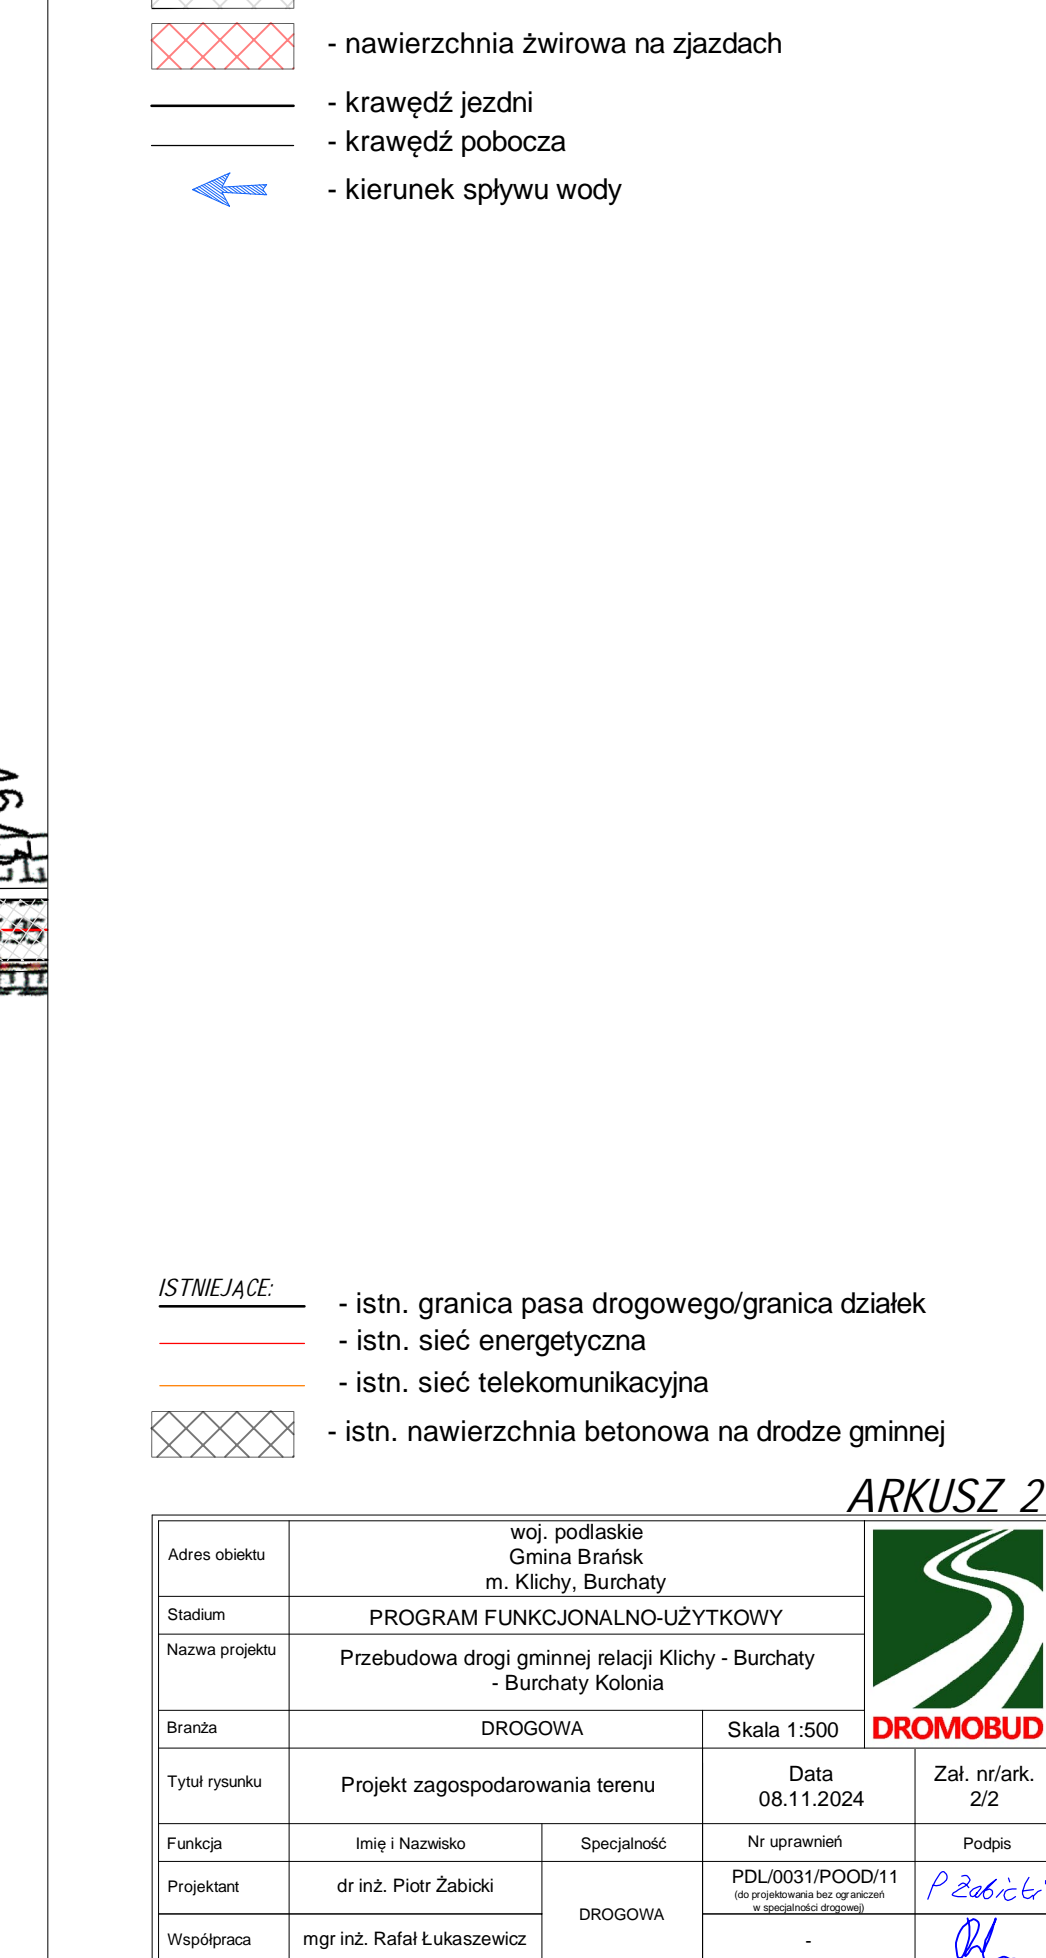 - nawierzchnia żwirowa na zjazdach
- krawędź jezdni
- krawędź pobocza
- kierunek spływu wody
ISTNIEJĄCE:
- istn. granica pasa drogowego/granica działek
- istn. sieć energetyczna
- istn. sieć telekomunikacyjna
- istn. nawierzchnia betonowa na drodze gminnej
ARKUSZ 2
Adres obiektu
woj. podlaskie
Gmina Brańsk
m. Klichy, Burchaty
Stadium
PROGRAM FUNKCJONALNO-UŻYTKOWY
Nazwa projektu
Przebudowa drogi gminnej relacji Klichy - Burchaty
- Burchaty Kolonia
DROMOBUD
Branża
DROGOWA
Skala 1:500
Tytuł rysunku
Projekt zagospodarowania terenu
Data
08.11.2024
Zał. nr/ark.
2/2
Funkcja
Imię i Nazwisko
Specjalność
Nr uprawnień
Podpis
Projektant
dr inż. Piotr Żabicki
DROGOWA
PDL/0031/POOD/11
(do projektowania bez ograniczeń
w specjalności drogowej)
P Żabicki
Współpraca
mgr inż. Rafał Łukaszewicz
-